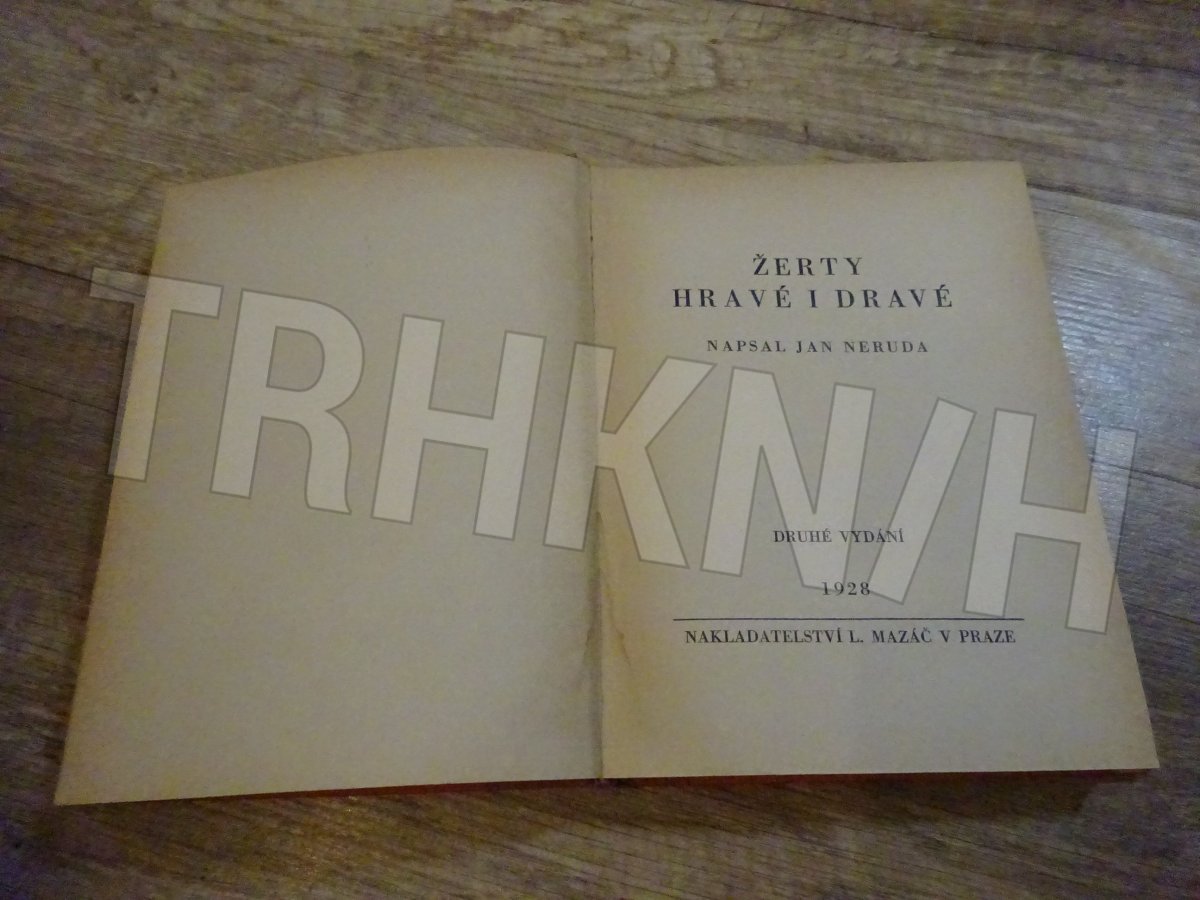 ŽERTY
HRAVÉ I DRAVÉ
NAPSAL JAN NERUDA
TRHKNIH
DRUHÉ VYDÁNÍ
1928
NAKLADATELSTVÍ L. MAZÁČ V PRAZE